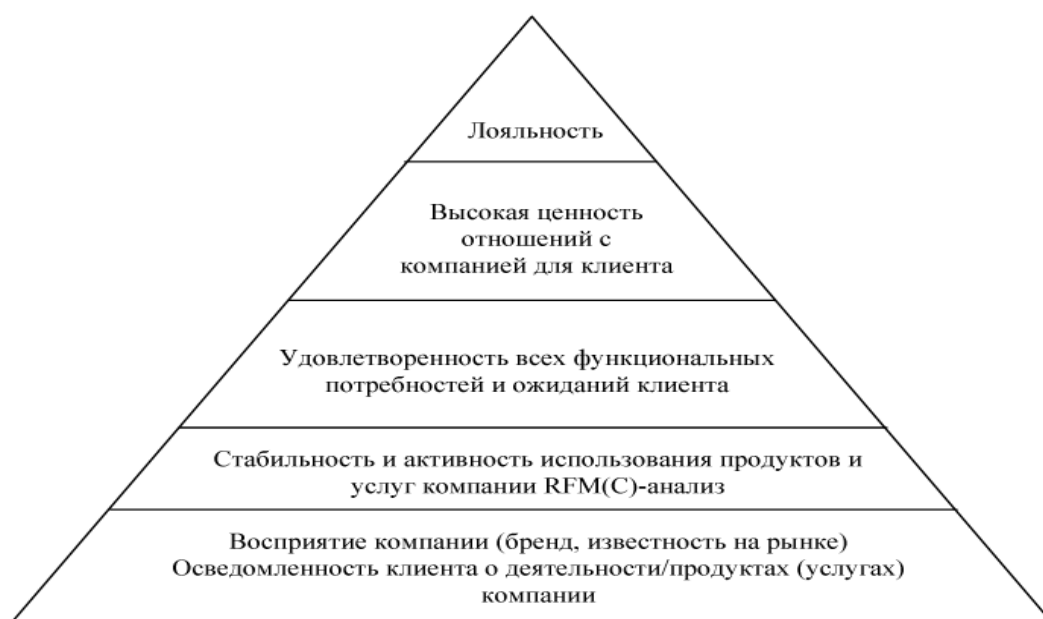 Лояльность
Высокая ценность
отношений с
компанией для клиента
Удовлетворенность всех функциональных
потребностей и ожиданий клиента
Стабильность и активность использования продуктов и
услуг компании RFM(C)-анализ
Восприятие компании (бренд, известность на рынке)
Осведомленность клиента о деятельности/продуктах (услугах)
компании